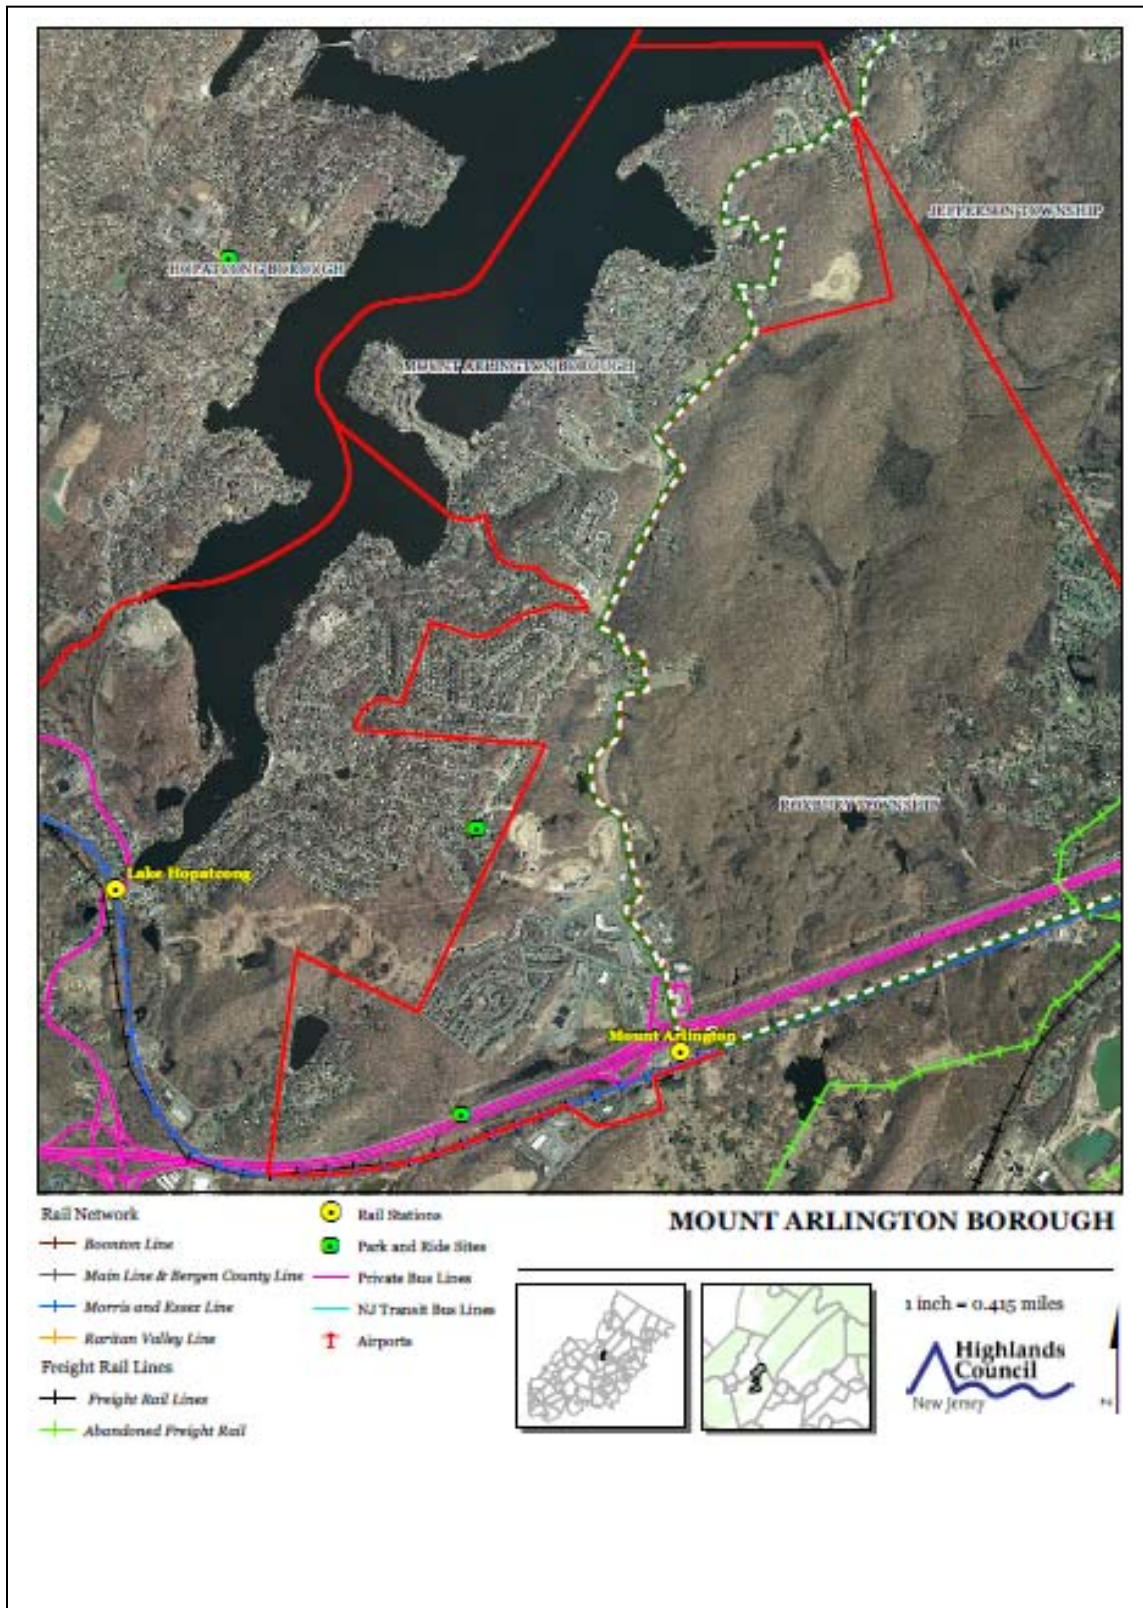 JEFFERSON TOWNSHIP
HOPATCONG BOROUGH
MOUNT ARLINGTON BOROUGH
ROXBURY TOWNSHIP
Lake Hopatcong
Mount Arlington
Rail Network
Boonton Line
Main Line & Bergen County Line
Morris and Essex Line
Raritan Valley Line
Freight Rail Lines
Freight Rail Lines
Abandoned Freight Rail
Rail Stations
Park and Ride Sites
Private Bus Lines
NJ Transit Bus Lines
Airports
MOUNT ARLINGTON BOROUGH
1 inch = 0.415 miles
Highlands
Council
New Jersey
N